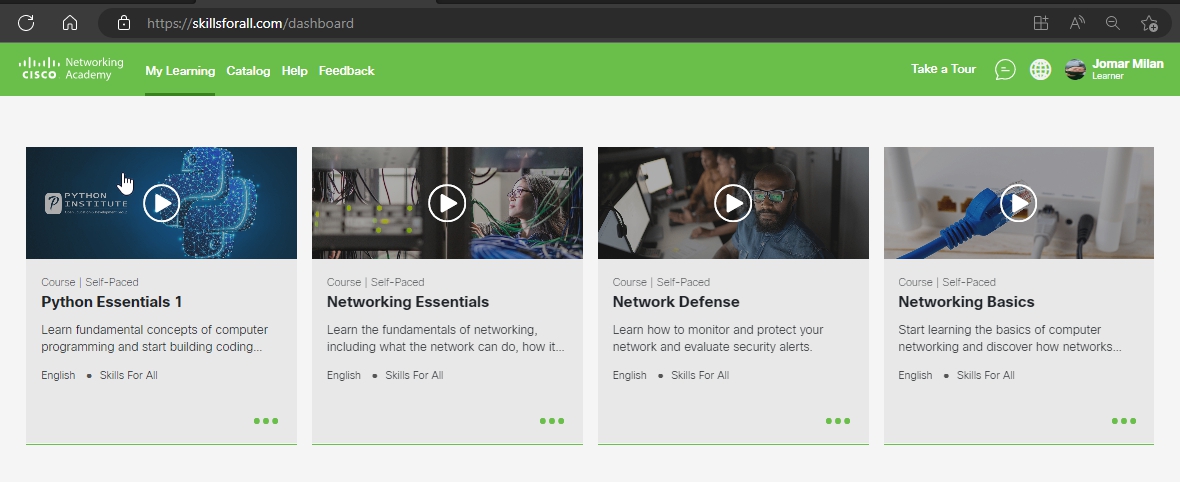 https://skillsforall.com/dashboard
CISCO Networking Academy
My Learning Catalog Help Feedback
Take a Tour
Jomar Milan
Learner
PYTHON
INSTITUTE
Course | Self-Paced
Python Essentials 1
Learn fundamental concepts of computer
programming and start building coding...
English • Skills For All
Course | Self-Paced
Networking Essentials
Learn the fundamentals of networking,
including what the network can do, how it...
English • Skills For All
Course | Self-Paced
Network Defense
Learn how to monitor and protect your
network and evaluate security alerts.
English • Skills For All
Course | Self-Paced
Networking Basics
Start learning the basics of computer
networking and discover how networks...
English • Skills For All